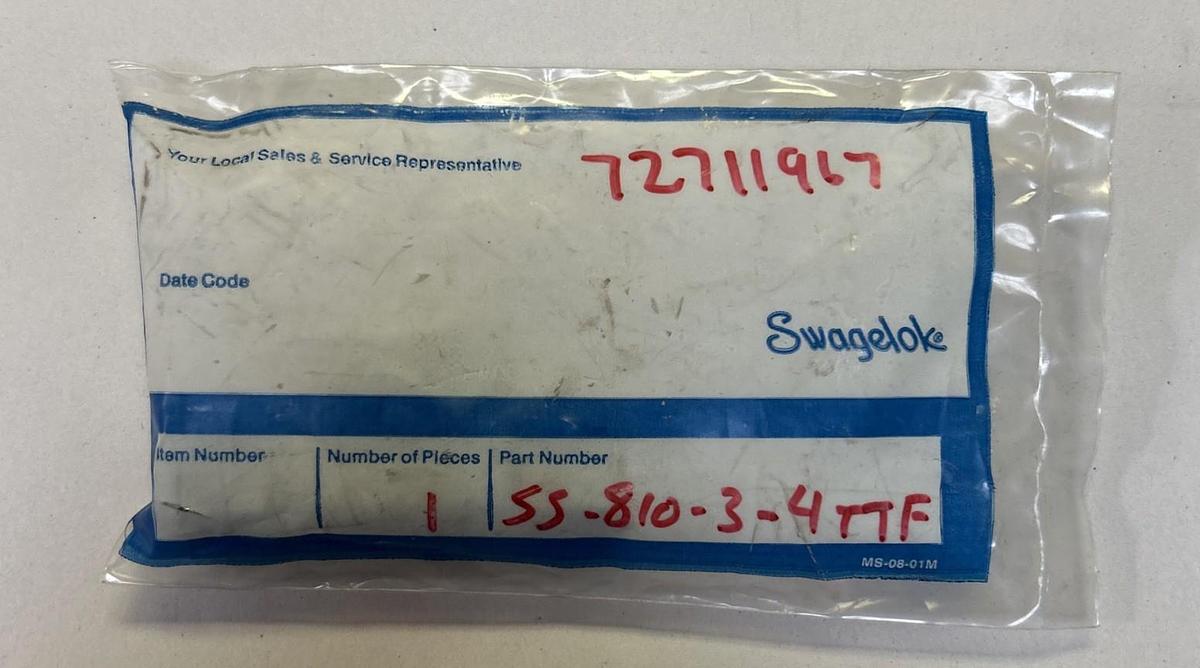 Your Local Sales & Service Representative
72711967
Date Code
Swagelok
Item Number
Number of Pieces
Part Number
1
SS-810-3-4TTF
MS-08-01M